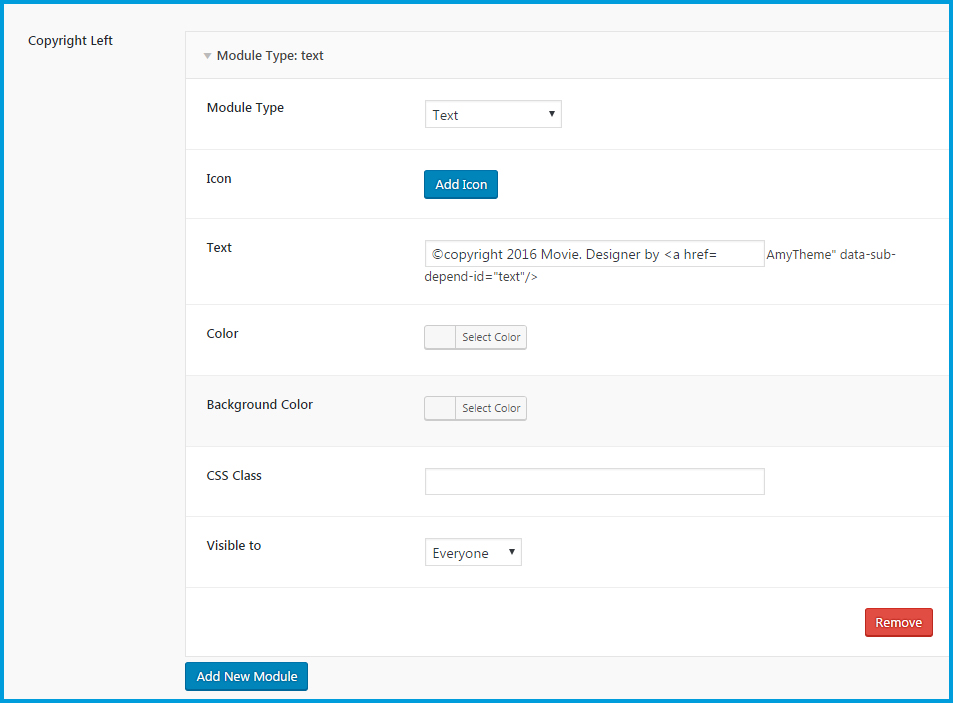 Copyright Left
Module Type: text
Module Type
Text
Icon
Add Icon
Text
©copyright 2016 Movie. Designer by <a href= AmyTheme" data-sub-
depend-id="text"/>
Color
Select Color
Background Color
Select Color
CSS Class
Visible to
Everyone
Remove
Add New Module